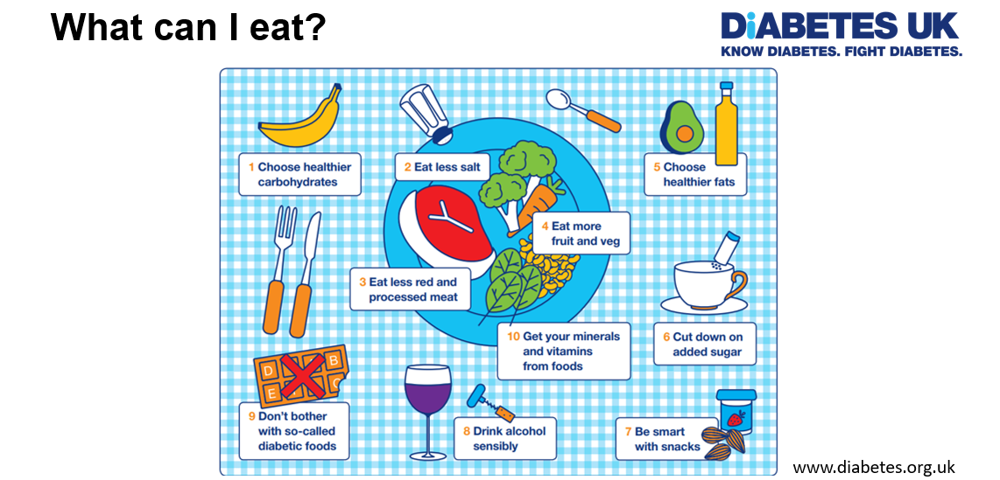 What can I eat?
DiABETES UK
KNOW DIABETES. FIGHT DIABETES.
1 Choose healthier
carbohydrates
2 Eat less salt
3 Eat less red and
processed meat
4 Eat more
fruit and veg
5 Choose
healthier fats
6 Cut down on
added sugar
7 Be smart
with snacks
8 Drink alcohol
sensibly
D B
E C
9 Don't bother
with so-called
diabetic foods
10 Get your minerals
and vitamins
from foods
www.diabetes.org.uk